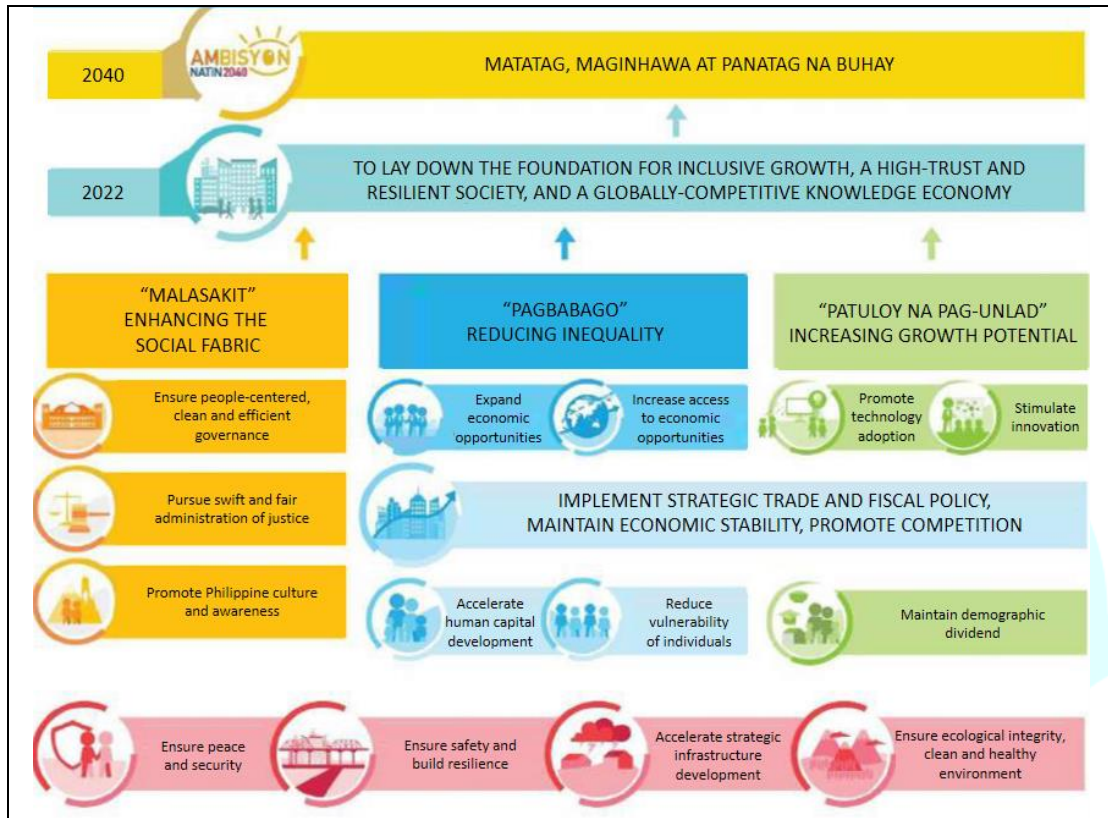 2040
AMBISYON
NATIN 2040
MATATAG, MAGINHAWA AT PANATAG NA BUHAY
2022
TO LAY DOWN THE FOUNDATION FOR INCLUSIVE GROWTH, A HIGH-TRUST AND
RESILIENT SOCIETY, AND A GLOBALLY-COMPETITIVE KNOWLEDGE ECONOMY
“MALASAKIT”
ENHANCING THE
SOCIAL FABRIC
“PAGBABAGO”
REDUCING INEQUALITY
“PATULOY NA PAG-UNLAD”
INCREASING GROWTH POTENTIAL
Ensure people-centered,
clean and efficient
governance
Expand
economic
opportunities
Increase access
to economic
opportunities
Promote
technology
adoption
Stimulate
innovation
Pursue swift and fair
administration of justice
IMPLEMENT STRATEGIC TRADE AND FISCAL POLICY,
MAINTAIN ECONOMIC STABILITY, PROMOTE COMPETITION
Promote Philippine culture
and awareness
Accelerate
human capital
development
Reduce
vulnerability
of individuals
Maintain demographic
dividend
Ensure peace
and security
Ensure safety and
build resilience
Accelerate strategic
infrastructure
development
Ensure ecological integrity,
clean and healthy
environment